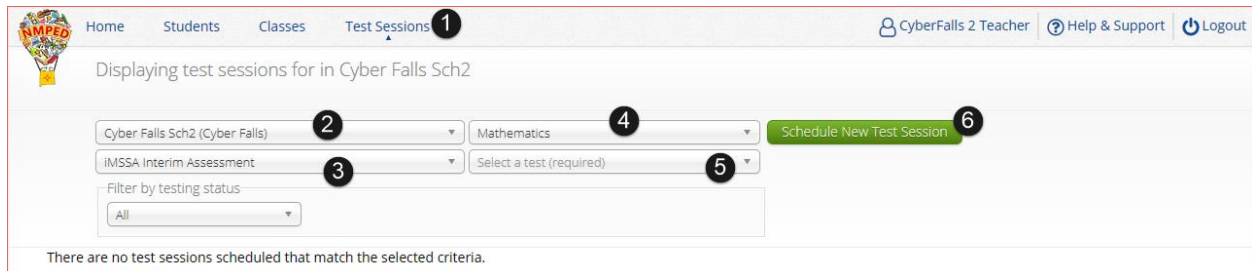 NMPED
Home Students Classes Test Sessions 1 CyberFalls 2 Teacher Help & Support Logout
Displaying test sessions for in Cyber Falls Sch2
Cyber Falls Sch2 (Cyber Falls) 2 Mathematics 4 Schedule New Test Session 6
iMSSA Interim Assessment 3 Select a test (required) 5
Filter by testing status
All
There are no test sessions scheduled that match the selected criteria.